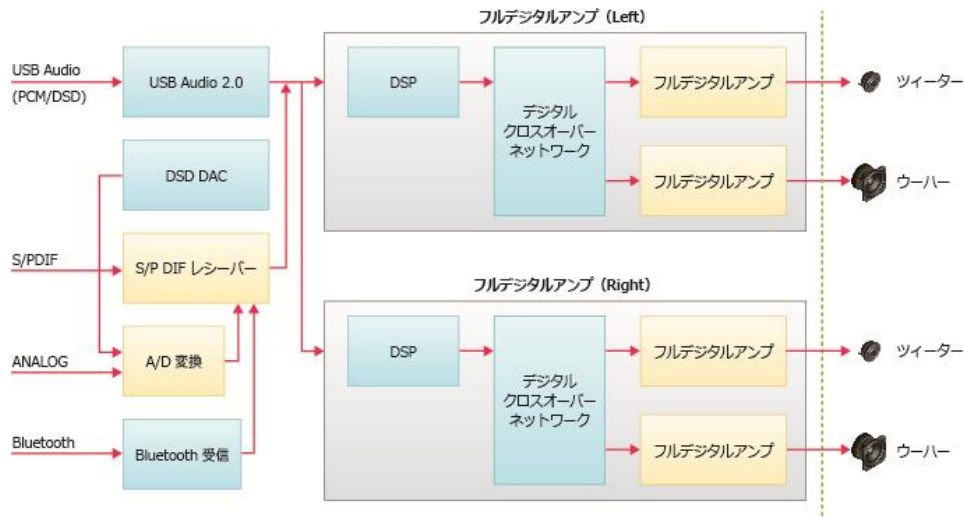 フルデジタルアンプ（Left）
USB Audio
(PCM/DSD)
USB Audio 2.0
DSP
デジタル
クロスオーバー
ネットワーク
フルデジタルアンプ
ツィーター
フルデジタルアンプ
ウーハー
DSD DAC
S/PDIF
S/P DIF レシーバー
ANALOG
A/D 変換
Bluetooth
Bluetooth 受信
フルデジタルアンプ（Right）
DSP
デジタル
クロスオーバー
ネットワーク
フルデジタルアンプ
ツィーター
フルデジタルアンプ
ウーハー